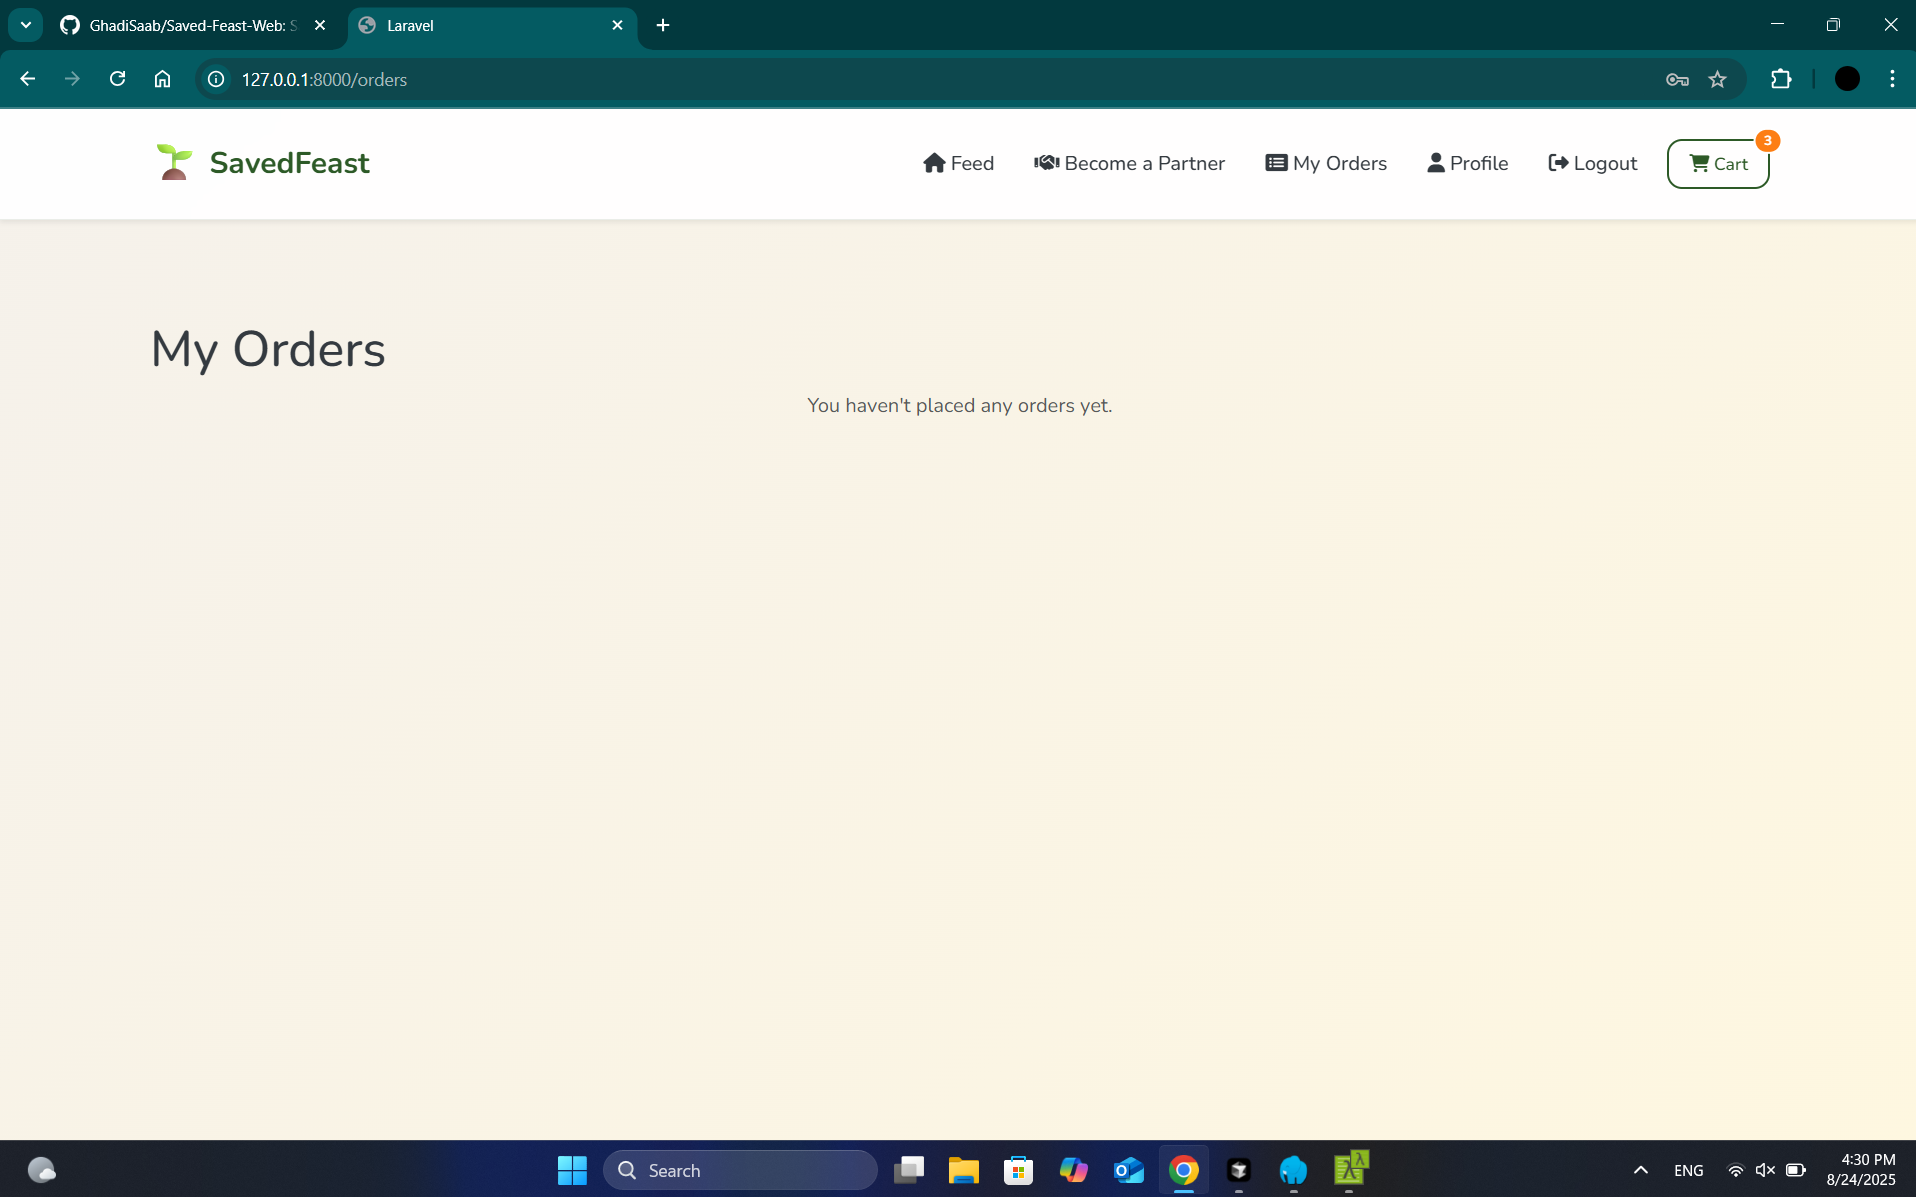 GhadiSaab/Saved-Feast-Web: S
Laravel
127.0.0.1:8000/orders
SavedFeast
Feed
Become a Partner
My Orders
Profile
Logout
Cart
3
My Orders
You haven't placed any orders yet.
Search
ENG
4:30 PM
8/24/2025